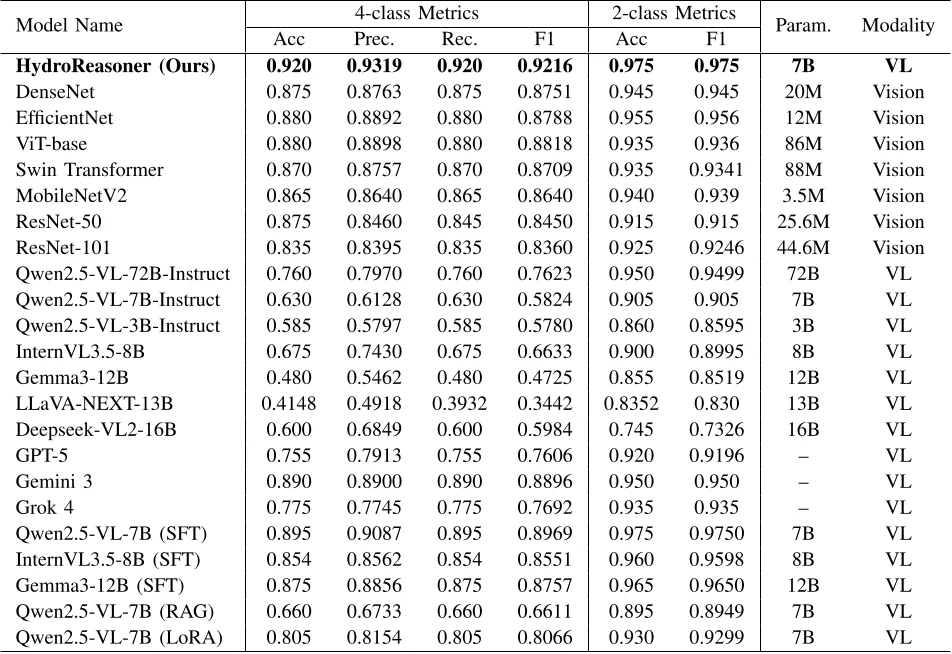 Model Name 4-class Metrics 2-class Metrics Param. Modality
Acc Prec. Rec. F1 Acc F1
HydroReasoner (Ours) 0.920 0.9319 0.920 0.9216 0.975 0.975 7B VL
DenseNet 0.875 0.8763 0.875 0.8751 0.945 0.945 20M Vision
EfficientNet 0.880 0.8892 0.880 0.8788 0.955 0.956 12M Vision
ViT-base 0.880 0.8898 0.880 0.8818 0.935 0.936 86M Vision
Swin Transformer 0.870 0.8757 0.870 0.8709 0.935 0.9341 88M Vision
MobileNetV2 0.865 0.8640 0.865 0.8640 0.940 0.939 3.5M Vision
ResNet-50 0.875 0.8460 0.845 0.8450 0.915 0.915 25.6M Vision
ResNet-101 0.835 0.8395 0.835 0.8360 0.925 0.9246 44.6M Vision
Qwen2.5-VL-72B-Instruct 0.760 0.7970 0.760 0.7623 0.950 0.9499 72B VL
Qwen2.5-VL-7B-Instruct 0.630 0.6128 0.630 0.5824 0.905 0.905 7B VL
Qwen2.5-VL-3B-Instruct 0.585 0.5797 0.585 0.5780 0.860 0.8595 3B VL
InternVL3.5-8B 0.675 0.7430 0.675 0.6633 0.900 0.8995 8B VL
Gemma3-12B 0.480 0.5462 0.480 0.4725 0.855 0.8519 12B VL
LLaVA-NEXT-13B 0.4148 0.4918 0.3932 0.3442 0.8352 0.830 13B VL
Deepseek-VL2-16B 0.600 0.6849 0.600 0.5984 0.745 0.7326 16B VL
GPT-5 0.755 0.7913 0.755 0.7606 0.920 0.9196 – VL
Gemini 3 0.890 0.8900 0.890 0.8896 0.950 0.950 – VL
Grok 4 0.775 0.7745 0.775 0.7692 0.935 0.935 – VL
Qwen2.5-VL-7B (SFT) 0.895 0.9087 0.895 0.8969 0.975 0.9750 7B VL
InternVL3.5-8B (SFT) 0.854 0.8562 0.854 0.8551 0.960 0.9598 8B VL
Gemma3-12B (SFT) 0.875 0.8856 0.875 0.8757 0.965 0.9650 12B VL
Qwen2.5-VL-7B (RAG) 0.660 0.6733 0.660 0.6611 0.895 0.8949 7B VL
Qwen2.5-VL-7B (LoRA) 0.805 0.8154 0.805 0.8066 0.930 0.9299 7B VL